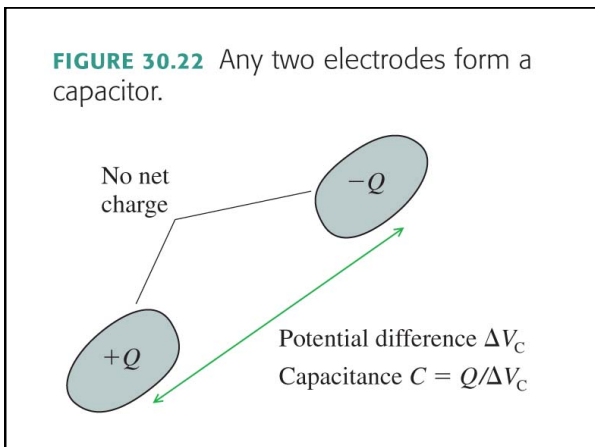 FIGURE 30.22 Any two electrodes form a
capacitor.
No net
charge
−Q
+Q
Potential difference ΔV_C
Capacitance C = Q/ΔV_C